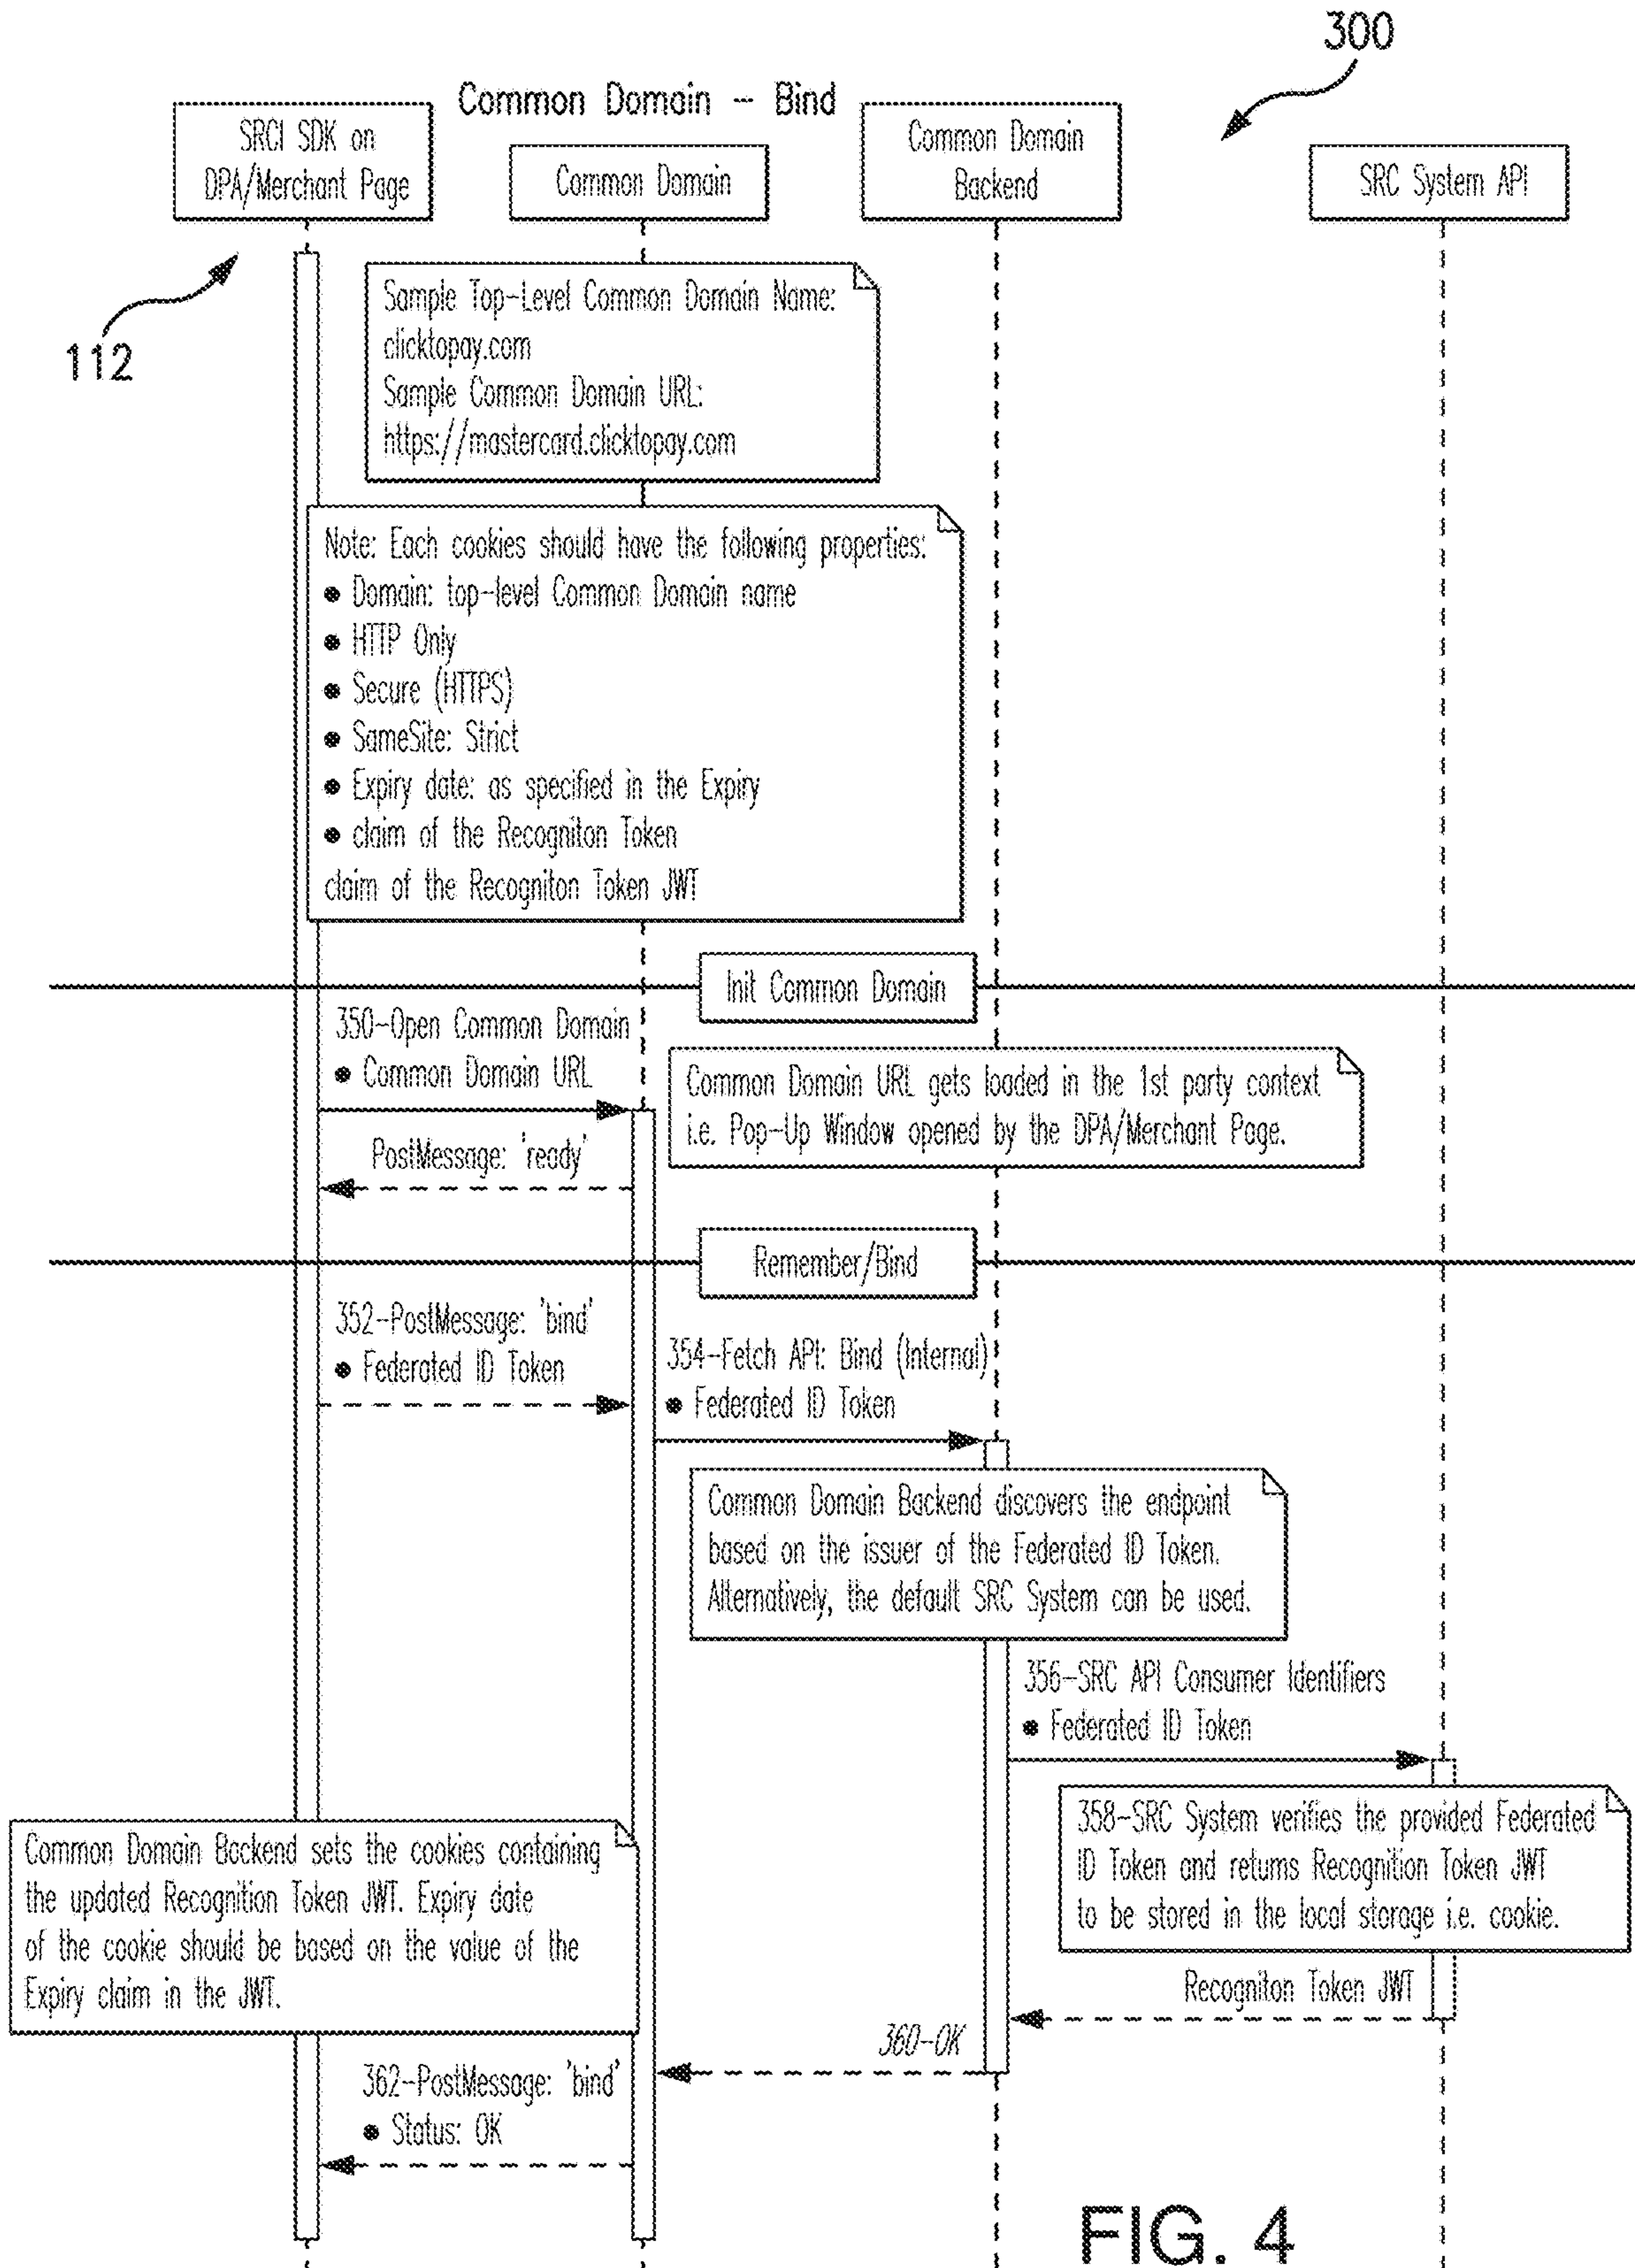 300
Common Domain - Bind
SRCI SDK on
DPA/Merchant Page
Common Domain
Common Domain
Backend
SRC System API
112
Sample Top-Level Common Domain Name:
clicktopay.com
Sample Common Domain URL:
https://mastercard.clicktopay.com
Note: Each cookies should have the following properties:
● Domain: top-level Common Domain name
● HTTP Only
● Secure (HTTPS)
● SameSite: Strict
● Expiry date: as specified in the Expiry
● claim of the Recogniton Token
claim of the Recogniton Token JWT
Init Common Domain
350-Open Common Domain
● Common Domain URL
Common Domain URL gets loaded in the 1st party context
i.e. Pop-Up Window opened by the DPA/Merchant Page.
PostMessage: 'ready'
Remember/Bind
352-PostMessage: 'bind'
● Federated ID Token
354-Fetch API: Bind (Internal)
● Federated ID Token
Common Domain Backend discovers the endpoint
based on the issuer of the Federated ID Token.
Alternatively, the default SRC System can be used.
356-SRC API Consumer Identifiers
● Federated ID Token
358-SRC System verifies the provided Federated
ID Token and returns Recognition Token JWT
to be stored in the local storage i.e. cookie.
Common Domain Backend sets the cookies containing
the updated Recognition Token JWT. Expiry date
of the cookie should be based on the value of the
Expiry claim in the JWT.
Recogniton Token JWT
360-OK
362-PostMessage: 'bind'
● Status: OK
FIG. 4